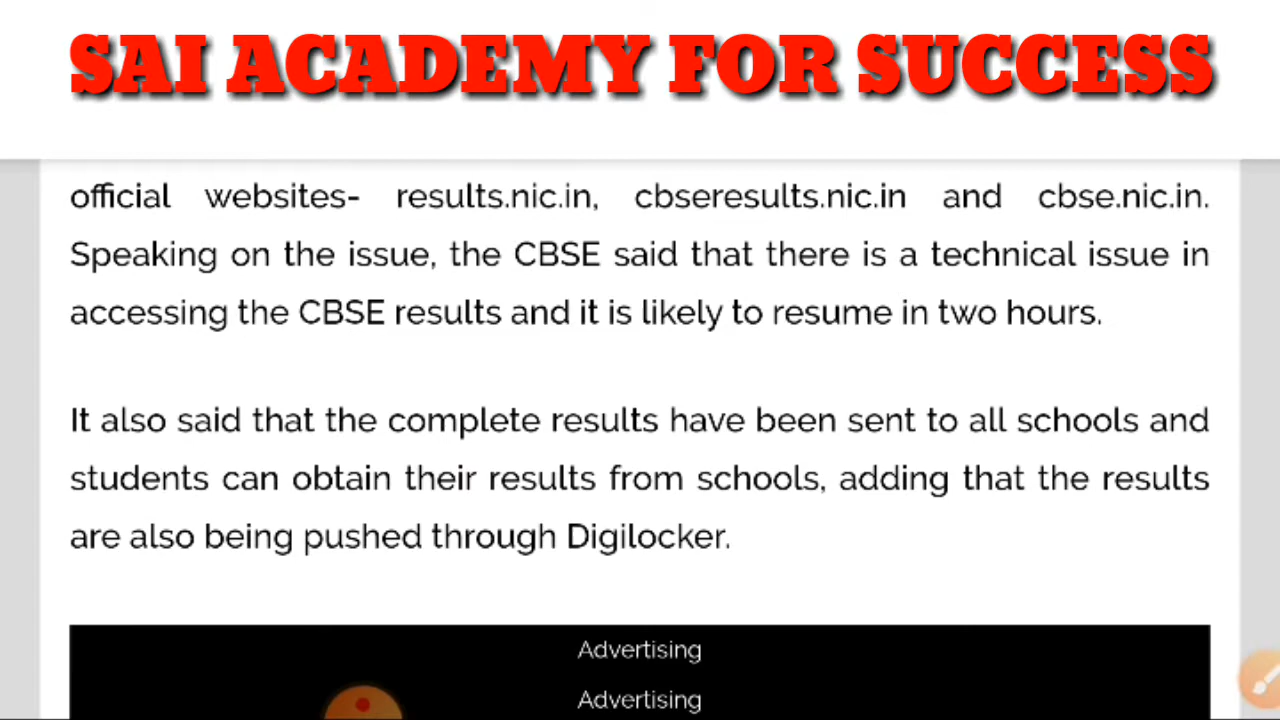 SAI ACADEMY FOR SUCCESS
official websites- results.nic.in, cbseresults.nic.in and cbse.nic.in.
Speaking on the issue, the CBSE said that there is a technical issue in
accessing the CBSE results and it is likely to resume in two hours.
It also said that the complete results have been sent to all schools and
students can obtain their results from schools, adding that the results
are also being pushed through Digilocker.
Advertising
Advertising